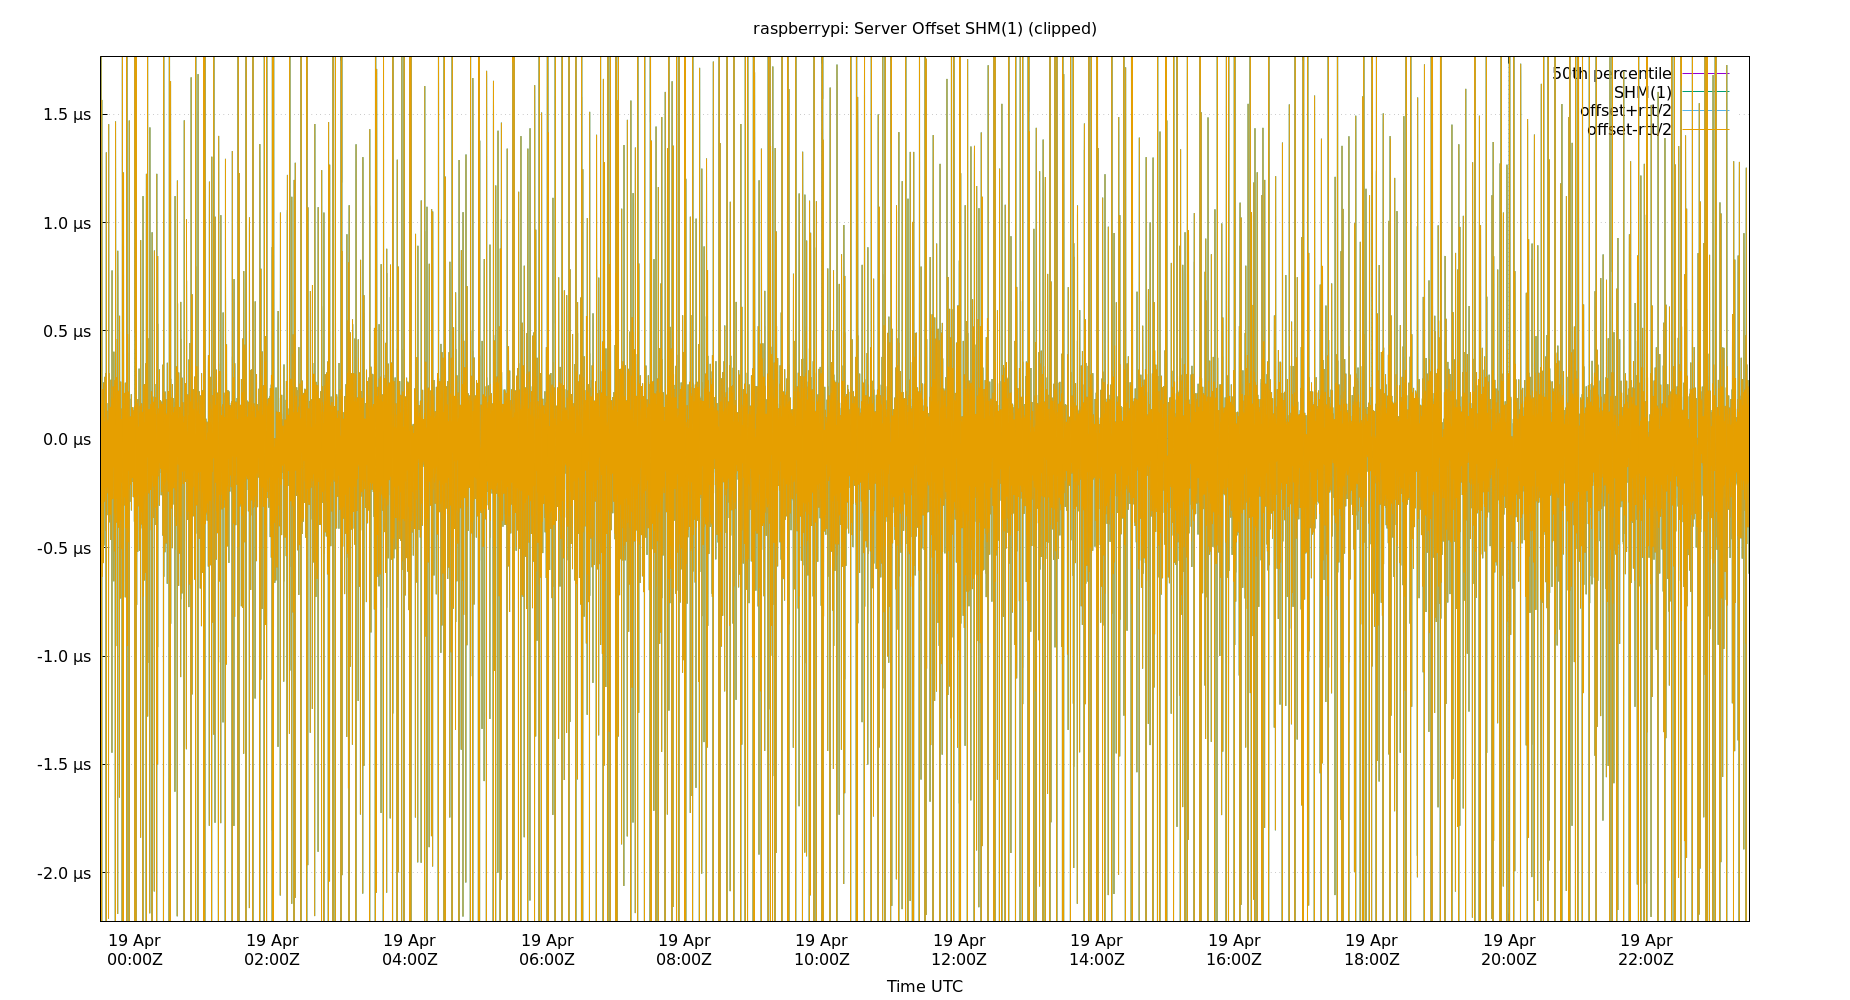 raspberrypi: Server Offset SHM(1) (clipped)
50th percentile
SHM(1)
offset+rtt/2
offset-rtt/2
1.5 µs
1.0 µs
0.5 µs
0.0 µs
-0.5 µs
-1.0 µs
-1.5 µs
-2.0 µs
19 Apr 19 Apr 19 Apr 19 Apr 19 Apr 19 Apr 19 Apr 19 Apr 19 Apr 19 Apr 19 Apr 19 Apr
00:00Z 02:00Z 04:00Z 06:00Z 08:00Z 10:00Z 12:00Z 14:00Z 16:00Z 18:00Z 20:00Z 22:00Z
Time UTC